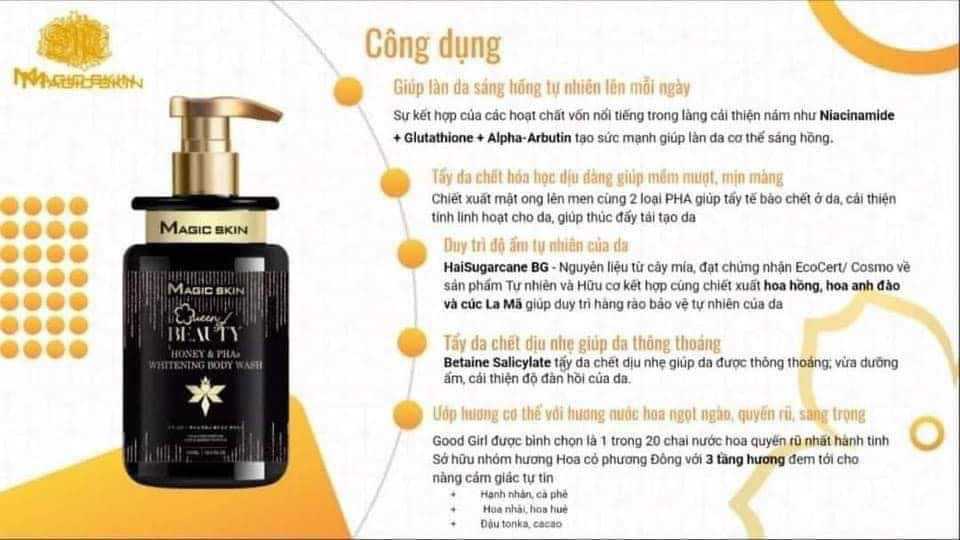 MAGIC SKIN
Công dụng
Giúp làn da sáng hồng tự nhiên lên mỗi ngày
Sự kết hợp của các hoạt chất vốn nổi tiếng trong làng cải thiện nám như Niacinamide
+ Glutathione + Alpha-Arbutin tạo sức mạnh giúp làn da cơ thể sáng hồng.
Tẩy da chết hóa học dịu dàng giúp mềm mượt, mịn màng
Chiết xuất mật ong lên men cùng 2 loại PHA giúp tẩy tế bào chết ở da, cải thiện
tính linh hoạt cho da, giúp thúc đẩy tái tạo da
Duy trì độ ẩm tự nhiên của da
HaiSugarcane BG - Nguyên liệu từ cây mía, đạt chứng nhận EcoCert/ Cosmo về
sản phẩm Tự nhiên và Hữu cơ kết hợp cùng chiết xuất hoa hồng, hoa anh đào
và cúc La Mã giúp duy trì hàng rào bảo vệ tự nhiên của da
Tẩy da chết dịu nhẹ giúp da thông thoáng
Betaine Salicylate tẩy da chết dịu nhẹ giúp da được thông thoáng; vừa dưỡng
ẩm, cải thiện độ đàn hồi của da.
Ướp hương cơ thể với hương nước hoa ngọt ngào, quyến rũ, sang trọng
Good Girl được bình chọn là 1 trong 20 chai nước hoa quyến rũ nhất hành tinh
Sở hữu nhóm hương Hoa cỏ phương Đông với 3 tầng hương đem tới cho
nàng cảm giác tự tin
+ Hạnh nhân, cà phê
+ Hoa nhài, hoa huệ
+ Đậu tonka, cacao
MAGIC SKIN
MAGIC SKIN
Queen
BEAUTY
HONEY & PHAs
WHITENING BODY WASH